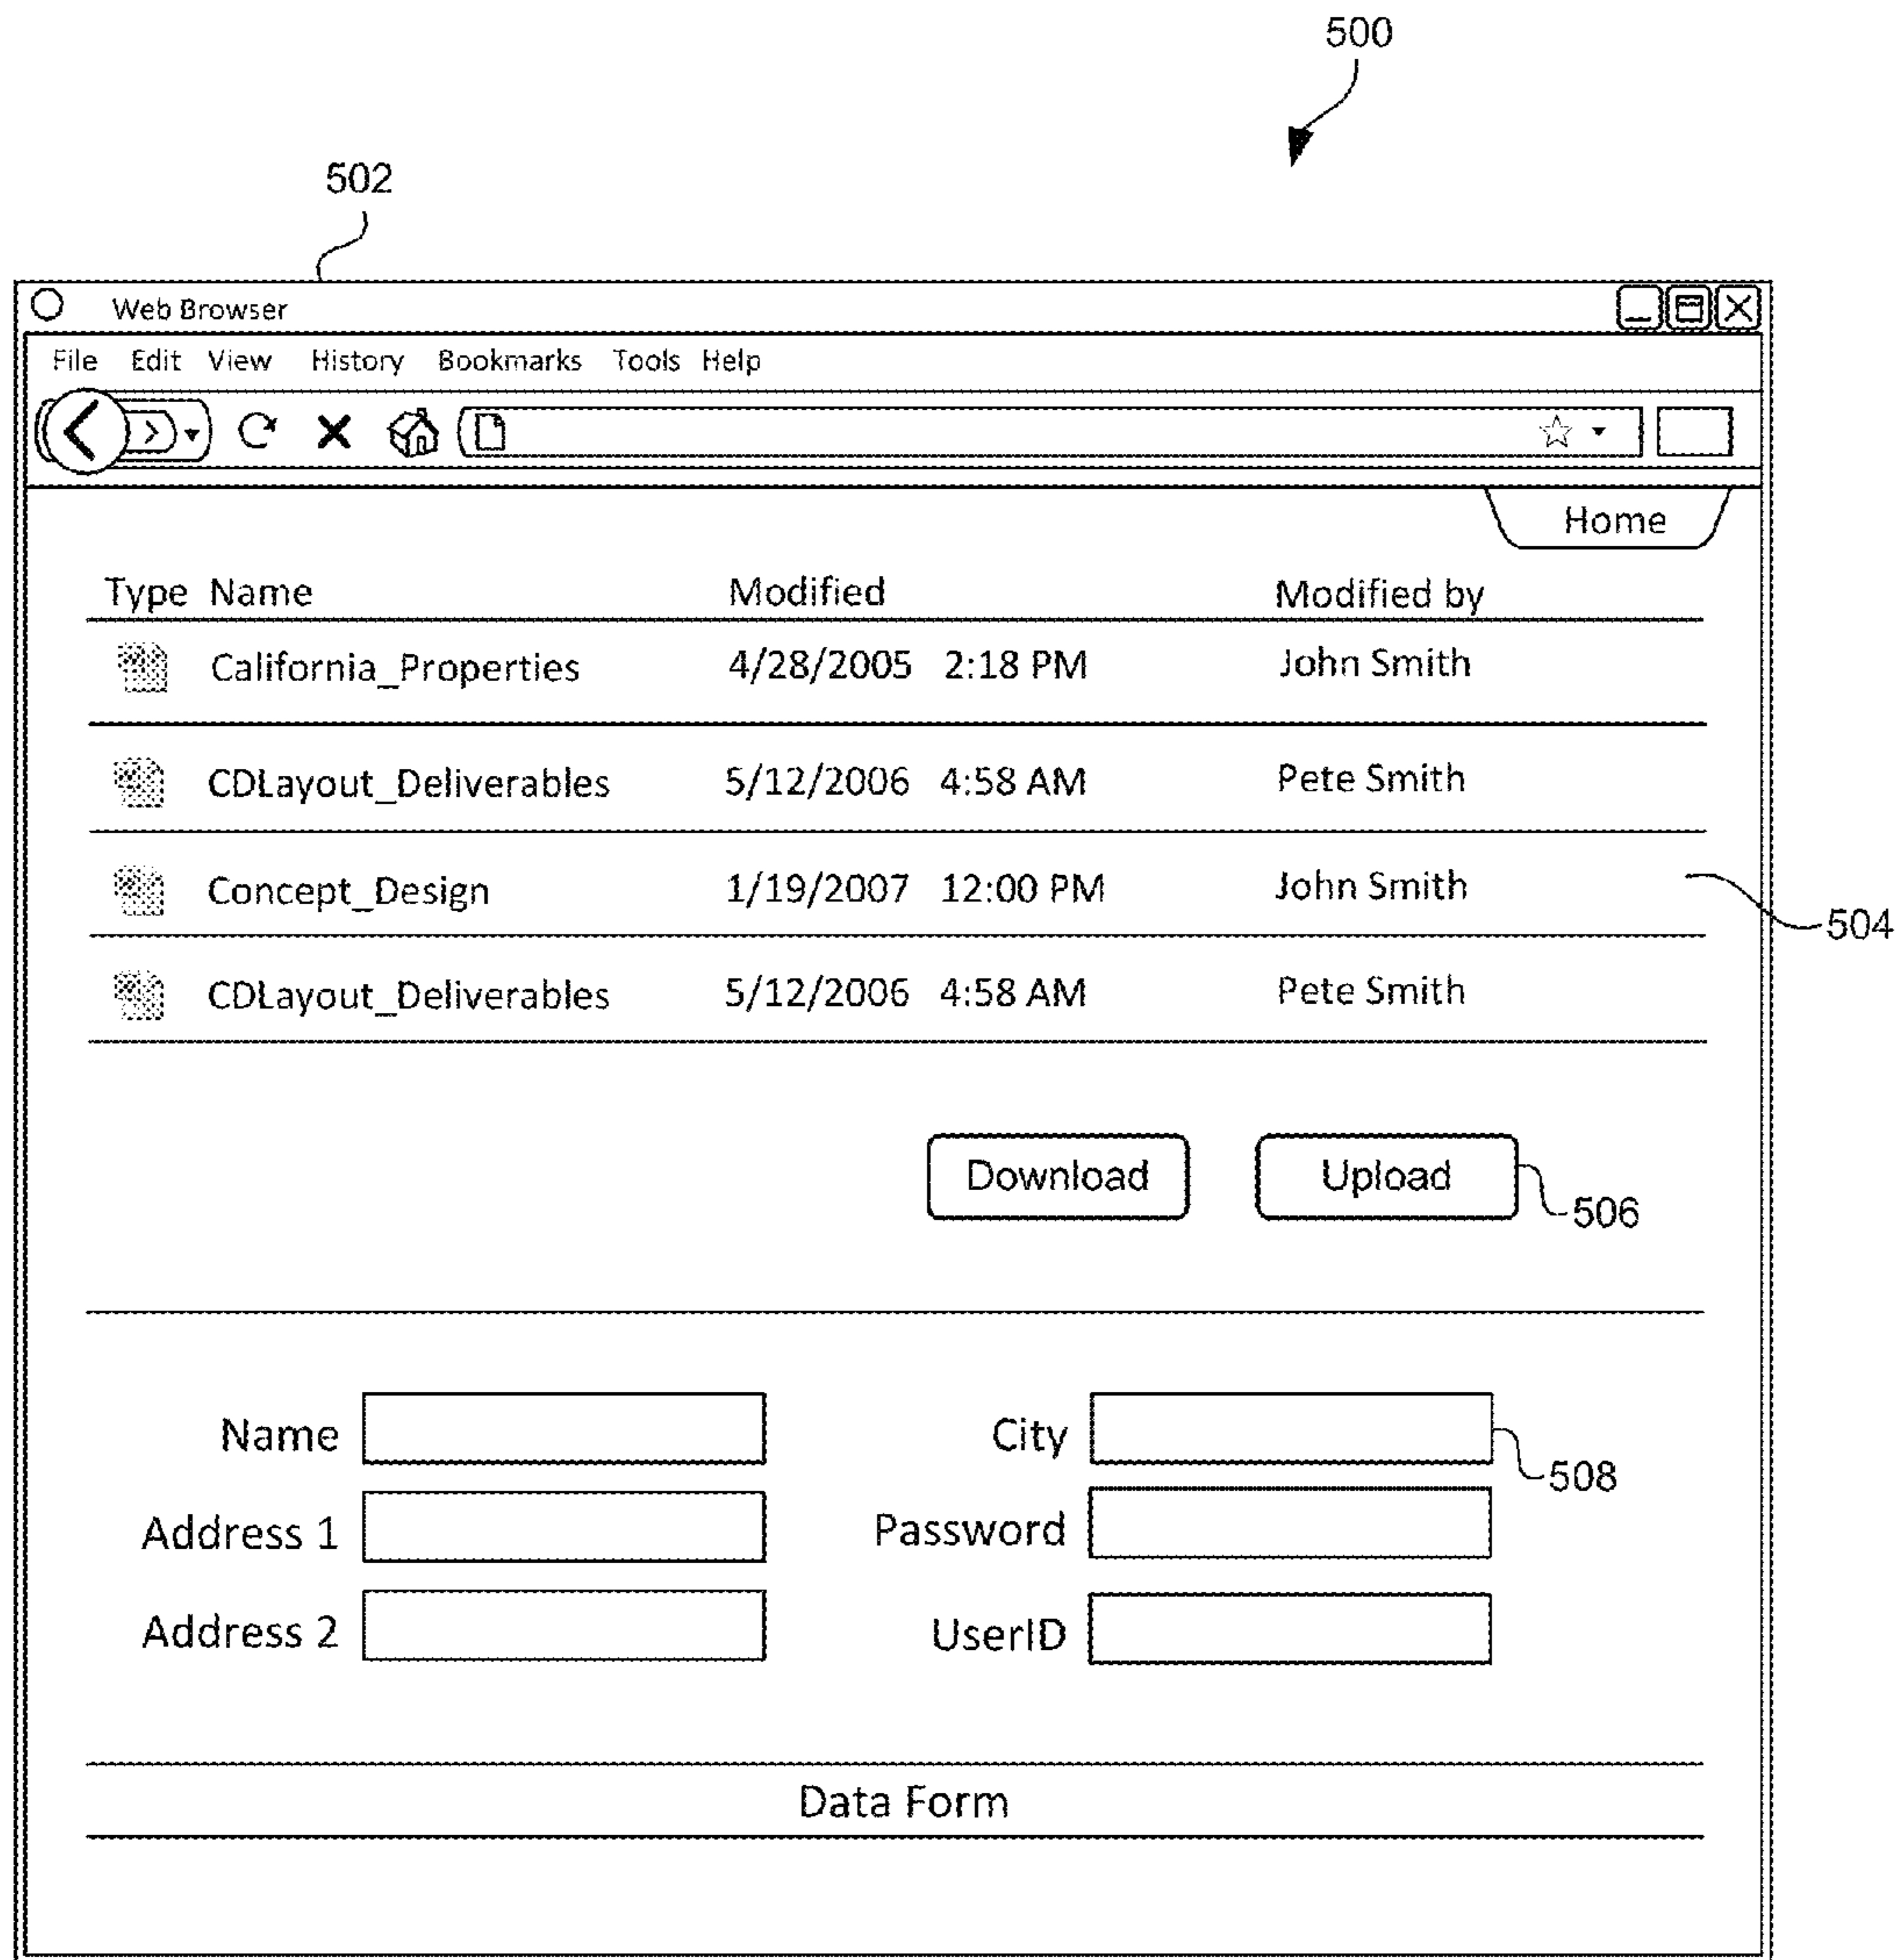 500
502
Web Browser
File Edit View History Bookmarks Tools Help
Home
Type Name Modified Modified by
California_Properties 4/28/2005 2:18 PM John Smith
CDLayout_Deliverables 5/12/2006 4:58 AM Pete Smith
Concept_Design 1/19/2007 12:00 PM John Smith
504
CDLayout_Deliverables 5/12/2006 4:58 AM Pete Smith
Download Upload
506
Name City
508
Address 1 Password
Address 2 UserID
Data Form